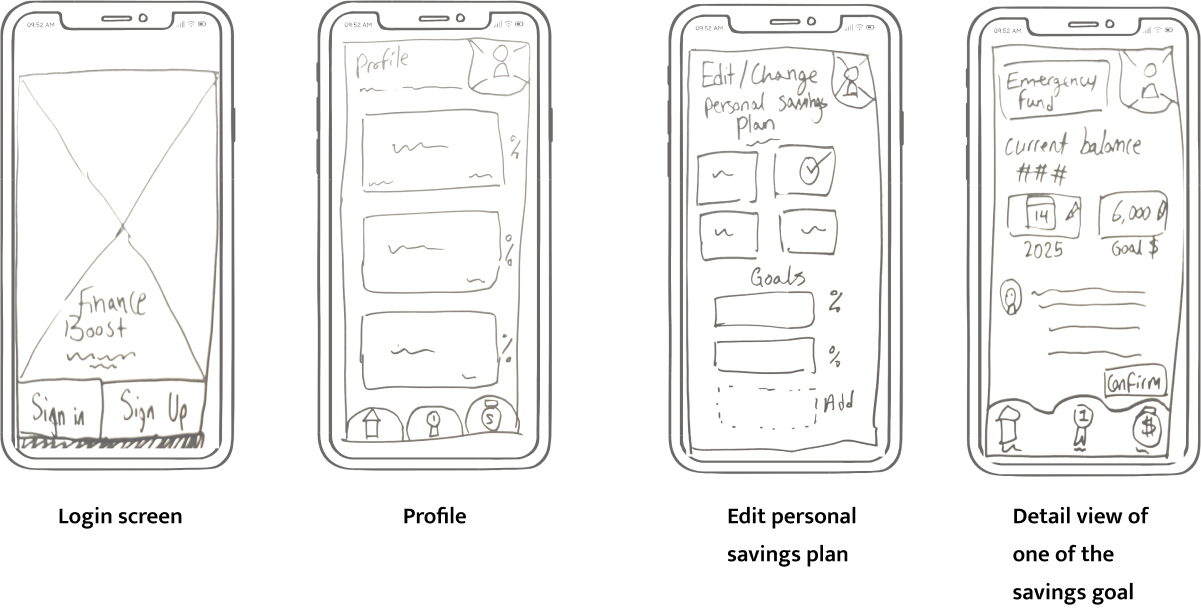 09:52 AM
Finance
Boost
Sign in
Sign Up
Login screen
09:52 AM
Profile
%
%
%
$
Profile
09:52 AM
Edit/Change
personal savings
Plan
Goals
%
%
Add
Edit personal
savings plan
09:52 AM
Emergency
fund
Current balance
###
14
6,000
2025
Goal $
Confirm
1
$
Detail view of
one of the
savings goal